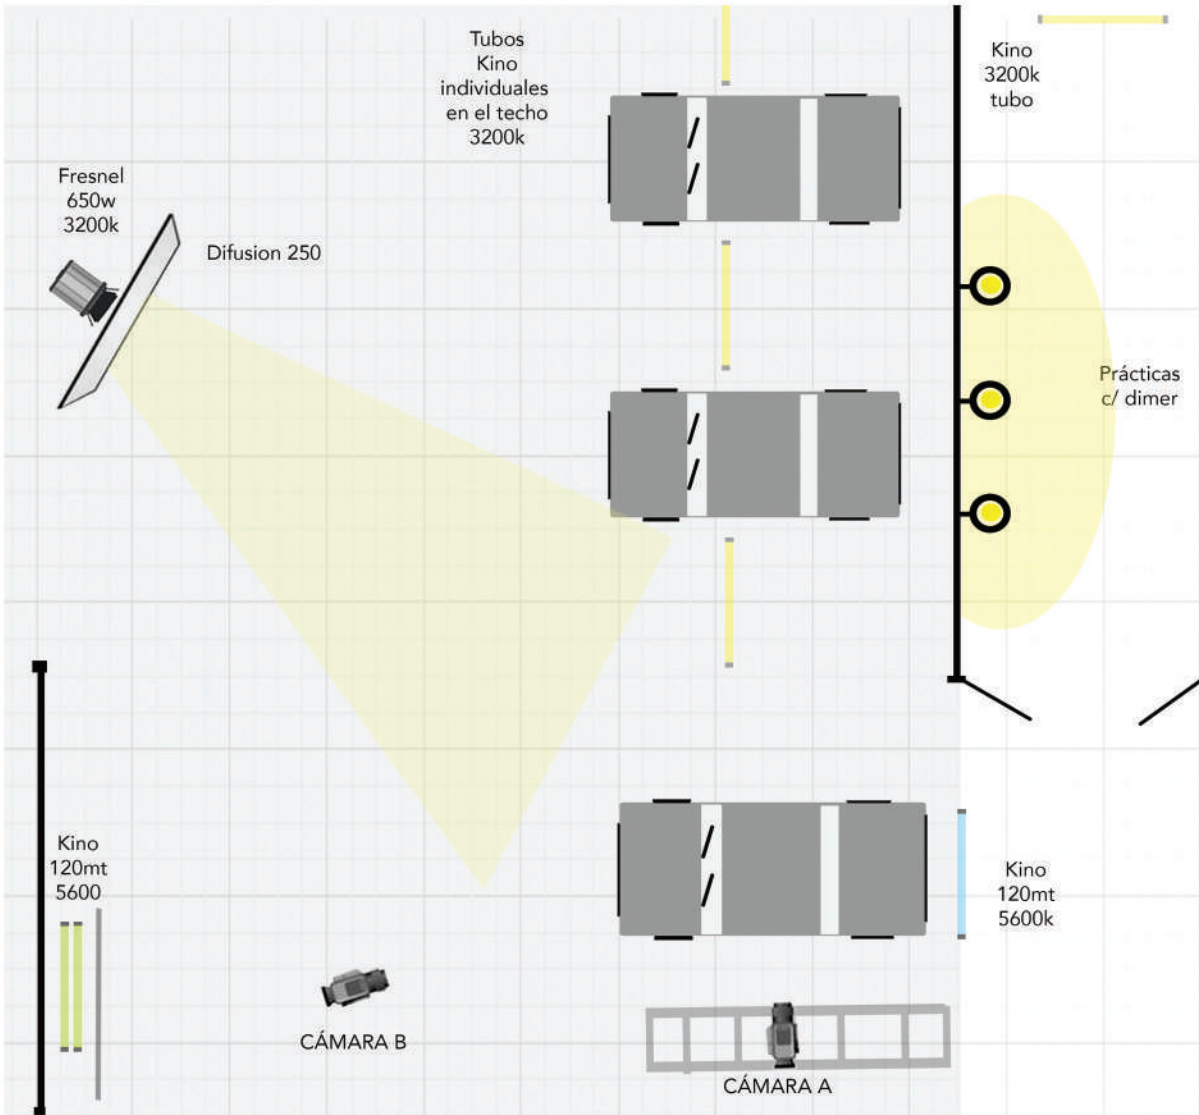 Tubos
Kino
individuales
en el techo
3200k
Kino
3200k
tubo
Fresnel
650w
3200k
Difusion 250
Prácticas
c/ dimer
Kino
120mt
5600
Kino
120mt
5600k
CÁMARA B
CÁMARA A